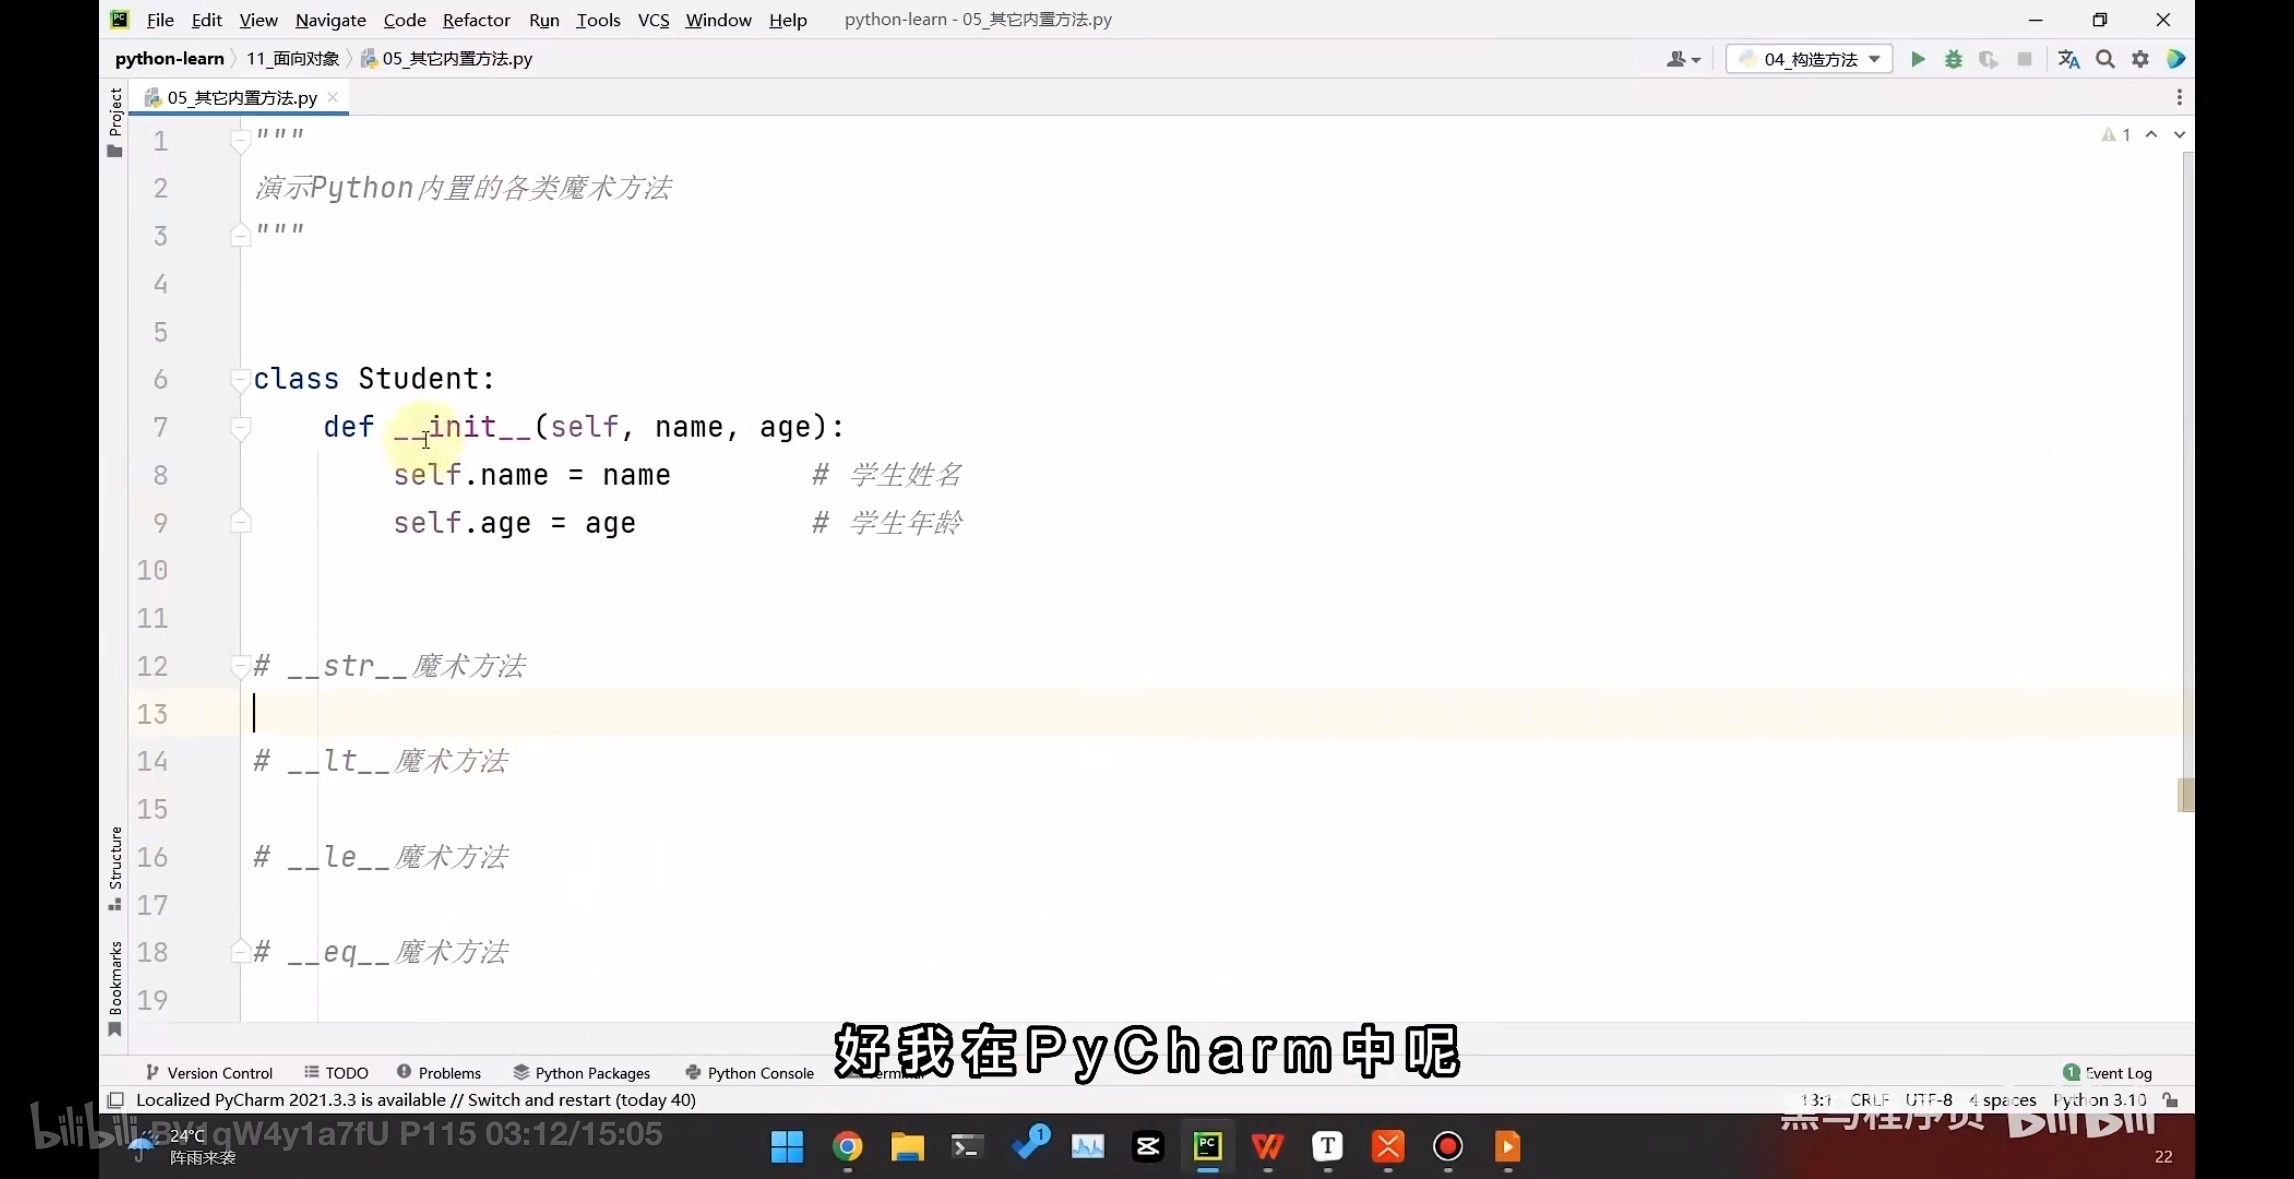 File Edit View Navigate Code Refactor Run Tools VCS Window Help python-learn - 05_其它内置方法.py
python-learn 11_面向对象 05_其它内置方法.py 04_构造方法
Project
05_其它内置方法.py
1 """
1
2 演示Python内置的各类魔术方法
3 """
4
5
6 class Student:
7 def __init__(self, name, age):
8 self.name = name # 学生姓名
9 self.age = age # 学生年龄
10
11
12 # __str__魔术方法
13
14 # __lt__魔术方法
15
16 # __le__魔术方法
17
18 # __eq__魔术方法
19
Structure
Bookmarks
好我在PyCharm中呢
Version Control TODO Problems Python Packages Python Console Terminal 1 Event Log
Localized PyCharm 2021.3.3 is available // Switch and restart (today 40) 13:1 CRLF UTF-8 4 spaces Python 3.10
黑马程序员 bilibili
bilibili BV1qW4y1a7fU P115 03:12/15:05
24°C
阵雨来袭
1
PC
T
22